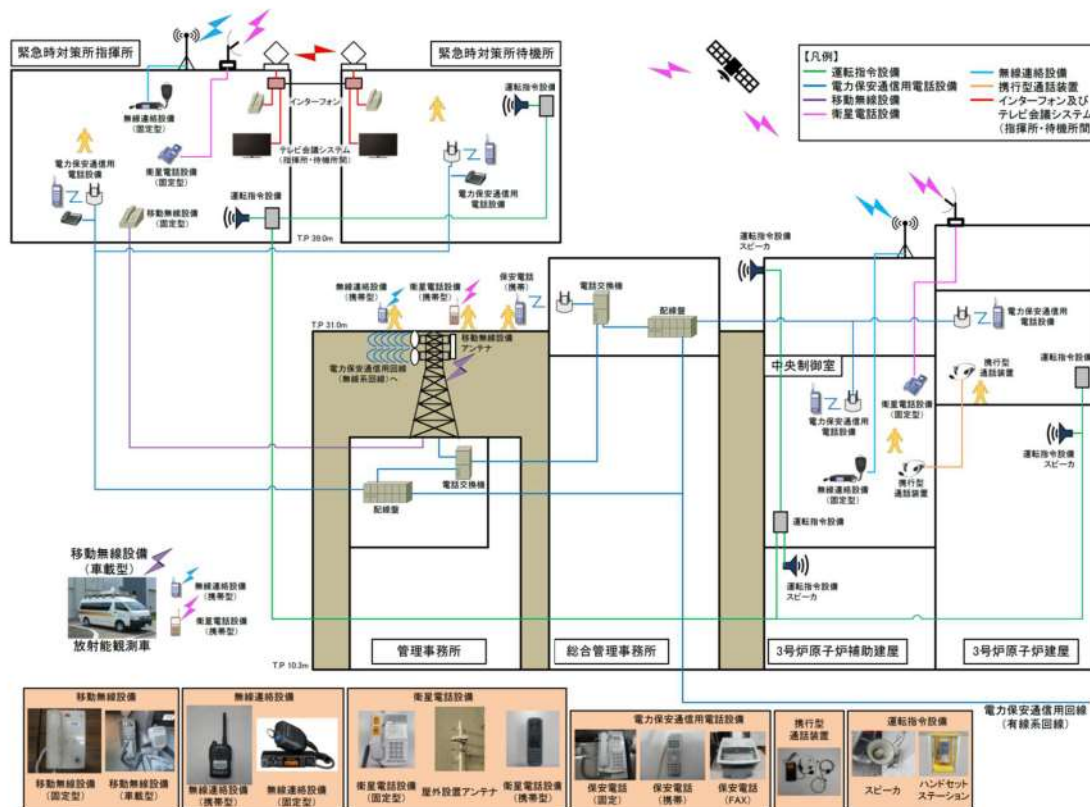 緊急時対策所指揮所
緊急時対策所待機所
【凡例】
運転指令設備
電力保安通信用電話設備
移動無線設備
衛星電話設備
無線連絡設備
携行型通話装置
インターフォン及び
テレビ会議システム
(指揮所・待機所間)
無線連絡設備
(固定型)
インターフォン
運転指令設備
電力保安通信用
電話設備
衛星電話設備
(固定型)
テレビ会議システム
(指揮所・待機所間)
移動無線設備
(固定型)
運転指令設備
電力保安通信用
電話設備
T.P 39.0m
運転指令設備
スピーカ
無線連絡設備
(携帯型)
衛星電話設備
(携帯型)
保安電話
(携帯)
電話交換機
配線盤
T.P 31.0m
移動無線設備
アンテナ
電力保安通信用回線
(無線系回線)へ
電力保安通信用
電話設備
中央制御室
携行型
通話装置
運転指令設備
電力保安通信用
電話設備
衛星電話設備
(固定型)
運転指令設備
スピーカ
電話交換機
配線盤
無線連絡設備
(固定型)
携行型
通話装置
運転指令設備
運転指令設備
スピーカ
移動無線設備
(車載型)
無線連絡設備
(携帯型)
衛星電話設備
(携帯型)
放射能観測車
T.P 10.3m
管理事務所
総合管理事務所
3号炉原子炉補助建屋
3号炉原子炉建屋
電力保安通信用回線
(有線系回線)
移動無線設備
移動無線設備
(固定型)
移動無線設備
(車載型)
無線連絡設備
無線連絡設備
(携帯型)
無線連絡設備
(固定型)
衛星電話設備
衛星電話設備
(固定型)
屋外設置アンテナ
衛星電話設備
(携帯型)
電力保安通信用電話設備
保安電話
(固定)
保安電話
(携帯)
保安電話
(FAX)
携行型
通話装置
運転指令設備
スピーカ
ハンドセット
ステーション